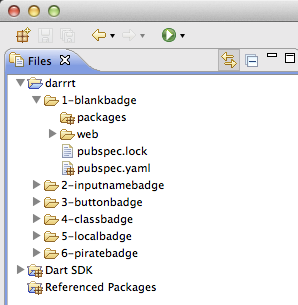 Files
darrrt
1-blankbadge
packages
web
pubspec.lock
pubspec.yaml
2-inputnamebadge
3-buttonbadge
4-classbadge
5-localbadge
6-piratebadge
Dart SDK
Referenced Packages